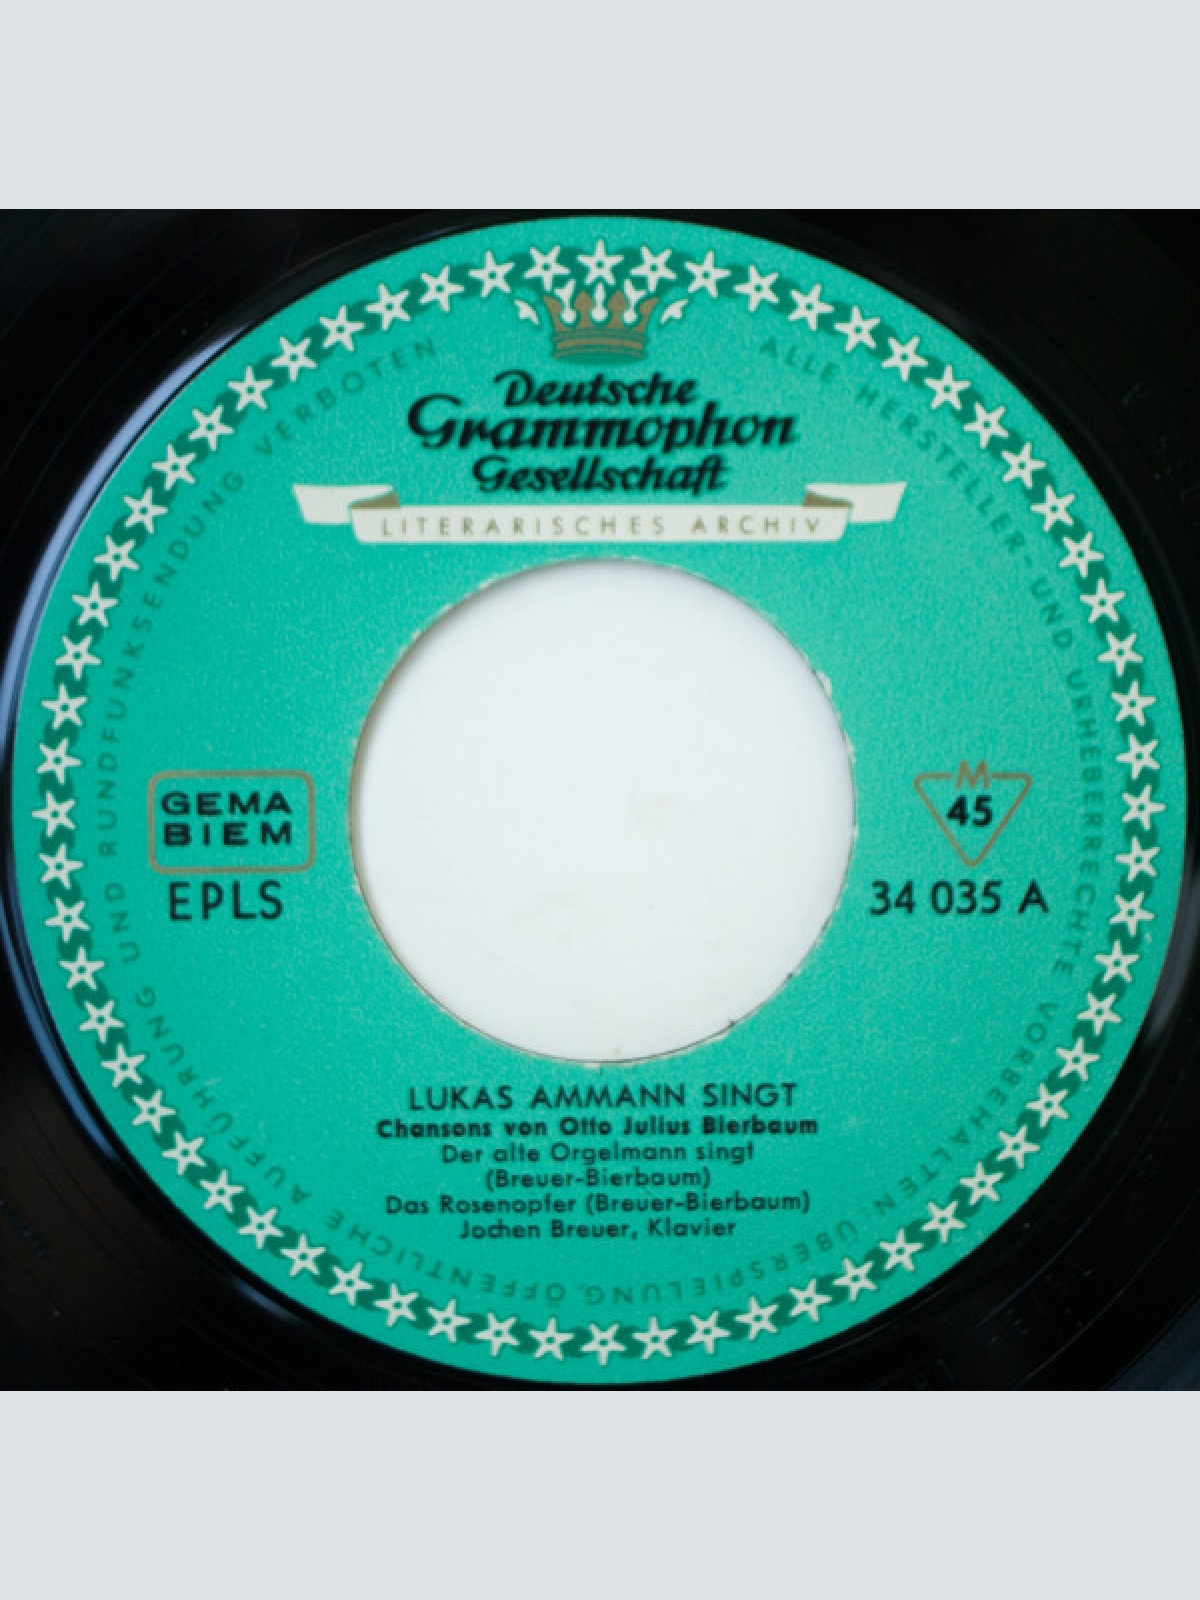 Deutsche
Grammophon
Gesellschaft
LITERARISCHES ARCHIV
GEMA
BIEM
EPLS
M
45
34 035 A
LUKAS AMMANN SINGT
Chansons von Otto Julius Bierbaum
Der alte Orgelmann singt
(Breuer-Bierbaum)
Das Rosenopfer (Breuer-Bierbaum)
Jochen Breuer, Klavier
ALLE HERSTELLER- UND URHEBERRECHTE VORBEHALTEN ÜBERSPIELUNG, ÖFFENTLICHE AUFFÜHRUNG UND RUNDFUNKSENDUNG VERBOTEN